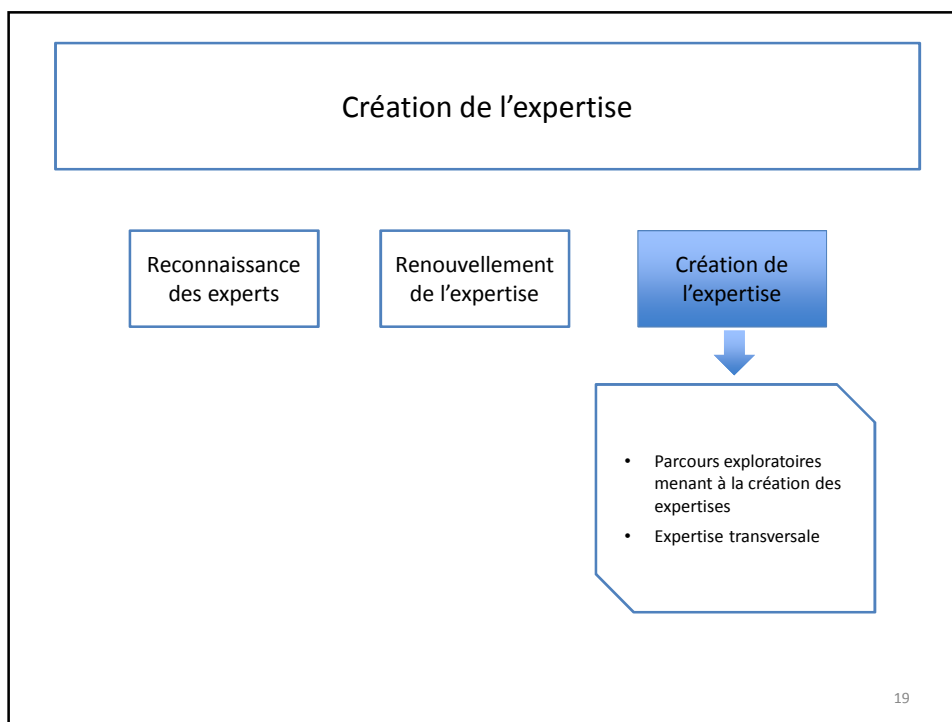 Création de l’expertise
Reconnaissance
des experts
Renouvellement
de l’expertise
Création de
l’expertise
• Parcours exploratoires
menant à la création des
expertises
• Expertise transversale
19